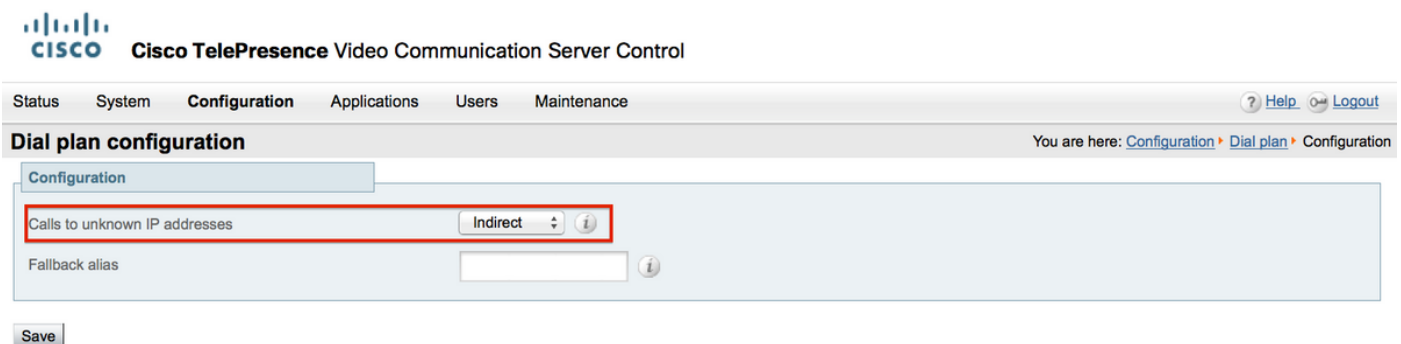 CISCO Cisco TelePresence Video Communication Server Control
Status System Configuration Applications Users Maintenance Help Logout
Dial plan configuration You are here: Configuration Dial plan Configuration
Configuration
Calls to unknown IP addresses Indirect i
Fallback alias i
Save